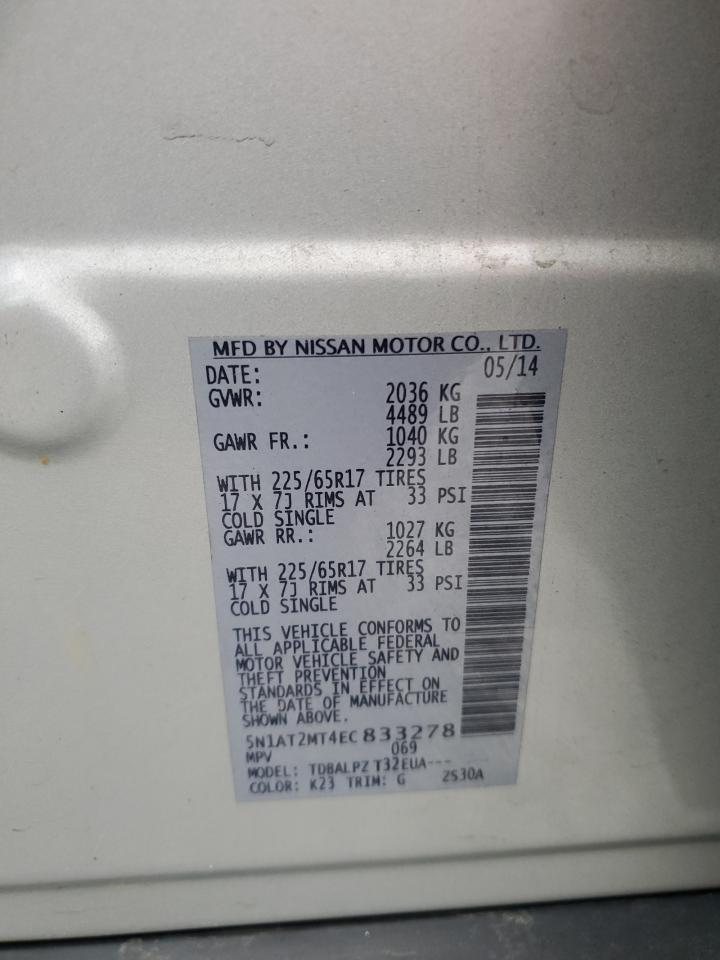 MFD BY NISSAN MOTOR CO., LTD.
DATE: 05/14
GVWR: 2036 KG
4489 LB
GAWR FR.: 1040 KG
2293 LB
WITH 225/65R17 TIRES
17 X 7J RIMS AT 33 PSI
COLD SINGLE
GAWR RR.: 1027 KG
2264 LB
WITH 225/65R17 TIRES
17 X 7J RIMS AT 33 PSI
COLD SINGLE
THIS VEHICLE CONFORMS TO
ALL APPLICABLE FEDERAL
MOTOR VEHICLE SAFETY AND
THEFT PREVENTION
STANDARDS IN EFFECT ON
THE DATE OF MANUFACTURE
SHOWN ABOVE.
5N1AT2MT4EC833278
MPV 069
MODEL: TDBALPZ T32EUA---
COLOR: K23 TRIM: G 2S30A